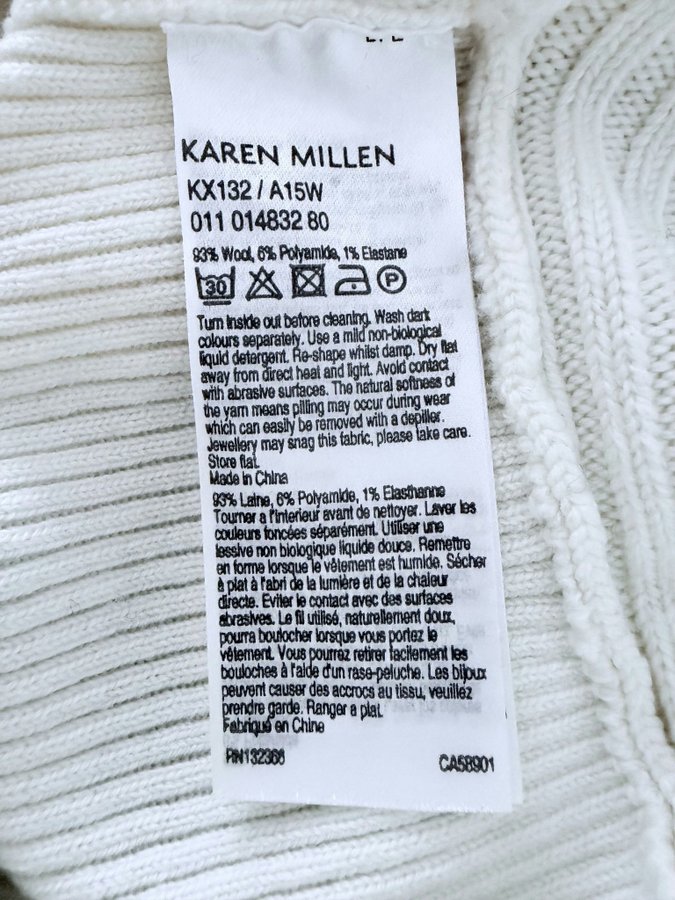 KAREN MILLEN
KX132 / A15W
011 014832 80
93% Wool, 6% Polyamide, 1% Elastane
30
P
Turn inside out before cleaning. Wash dark
colours separately. Use a mild non-biological
liquid detergent. Re-shape whilst damp. Dry flat
away from direct heat and light. Avoid contact
with abrasive surfaces. The natural softness of
the yarn means pilling may occur during wear
which can easily be removed with a depiller.
Jewellery may snag this fabric, please take care.
Store flat.
Made in China
93% Laine, 6% Polyamide, 1% Elasthanne
Tourner a l'interieur avant de nettoyer. Laver les
couleurs foncées séparément. Utiliser une
lessive non biologique liquide douce. Remettre
en forme lorsque le vêtement est humide. Sécher
à plat à l'abri de la lumière et de la chaleur
directe. Eviter le contact avec des surfaces
abrasives. Le fil utilisé, naturellement doux,
pourra boulocher lorsque vous portez le
vêtement. Vous pourrez retirer facilement les
bouloches à l'aide d'un rase-peluche. Les bijoux
peuvent causer des accrocs au tissu, veuillez
prendre garde. Ranger a plat.
Fabriqué en Chine
RN132368
CA58901